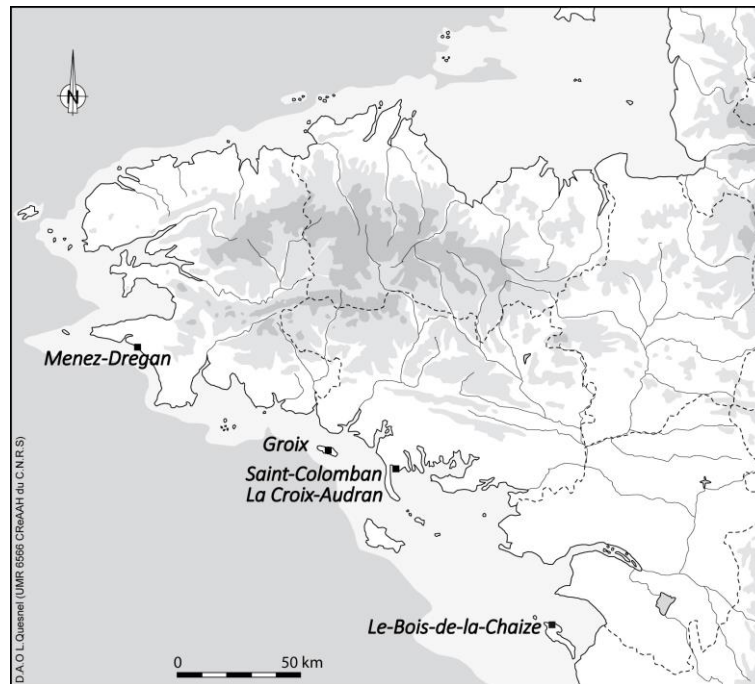 N
Menez-Dregan
Groix
Saint-Colomban
La Croix-Audran
Le-Bois-de-la-Chaize
0 50 km
D.A.O L.Quesnel (UMR 6566 CReAAH du C.N.R.S)